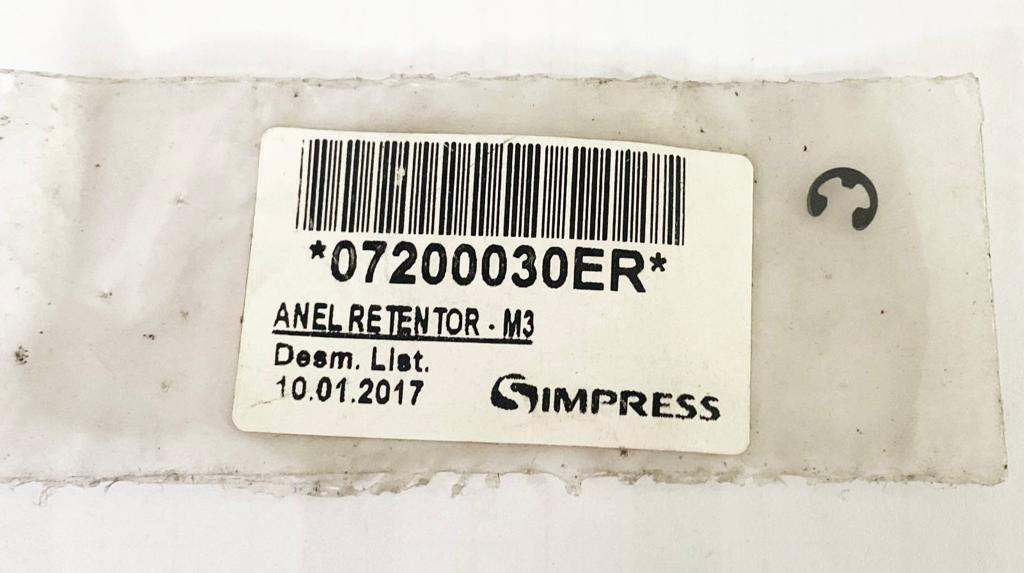 *07200030ER*
ANEL RETENTOR - M3
Desm. List.
10.01.2017
SIMPRESS